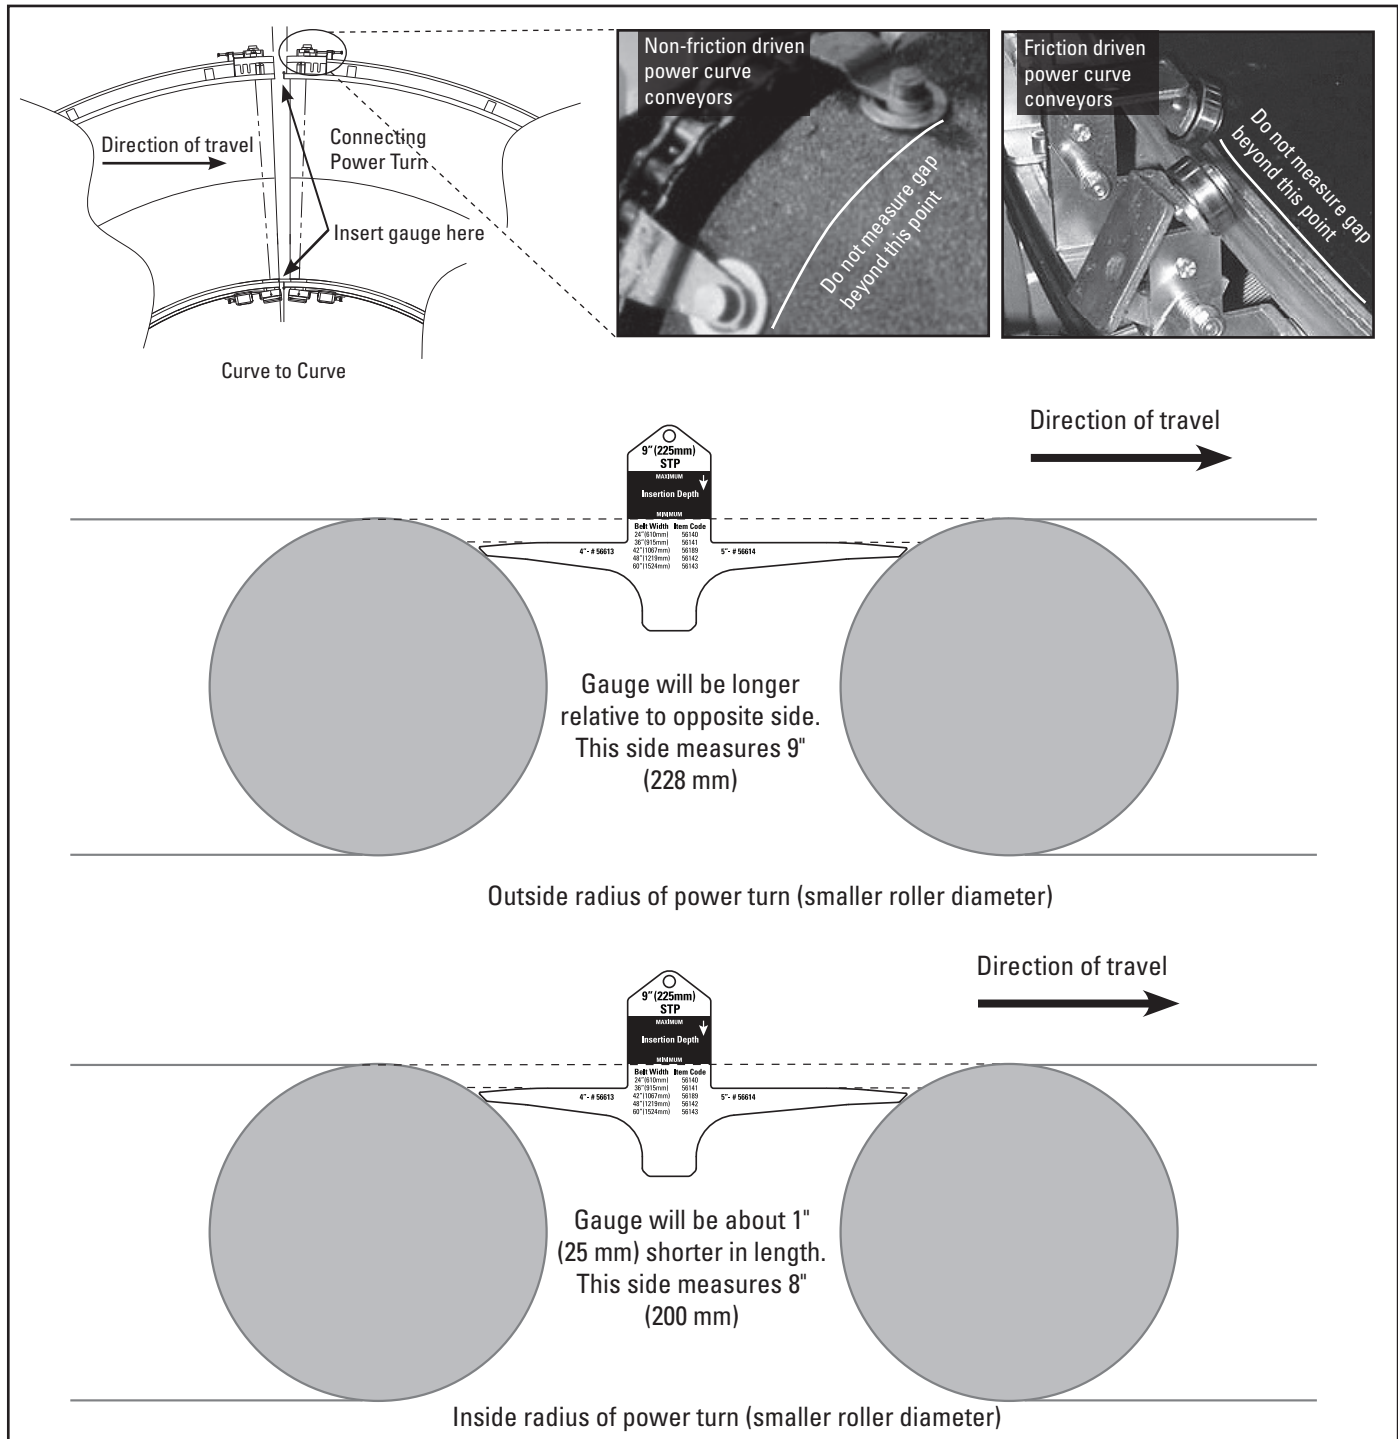 Direction of travel
Connecting
Power Turn
Insert gauge here
Curve to Curve
Non-friction driven
power curve
conveyors
Do not measure gap
beyond this point
Friction driven
power curve
conveyors
Do not measure gap
beyond this point
Direction of travel
9"(225mm)
STP
MAXIMUM
Insertion Depth
MINIMUM
Belt Width Item Code
24"(610mm) 56140
36"(915mm) 56141
42"(1067mm) 56189
48"(1219mm) 56142
60"(1524mm) 56143
4"- # 56613
5"- # 56614
Gauge will be longer
relative to opposite side.
This side measures 9"
(228 mm)
Outside radius of power turn (smaller roller diameter)
Direction of travel
9"(225mm)
STP
MAXIMUM
Insertion Depth
MINIMUM
Belt Width Item Code
24"(610mm) 56140
36"(915mm) 56141
42"(1067mm) 56189
48"(1219mm) 56142
60"(1524mm) 56143
4"- # 56613
5"- # 56614
Gauge will be about 1"
(25 mm) shorter in length.
This side measures 8"
(200 mm)
Inside radius of power turn (smaller roller diameter)